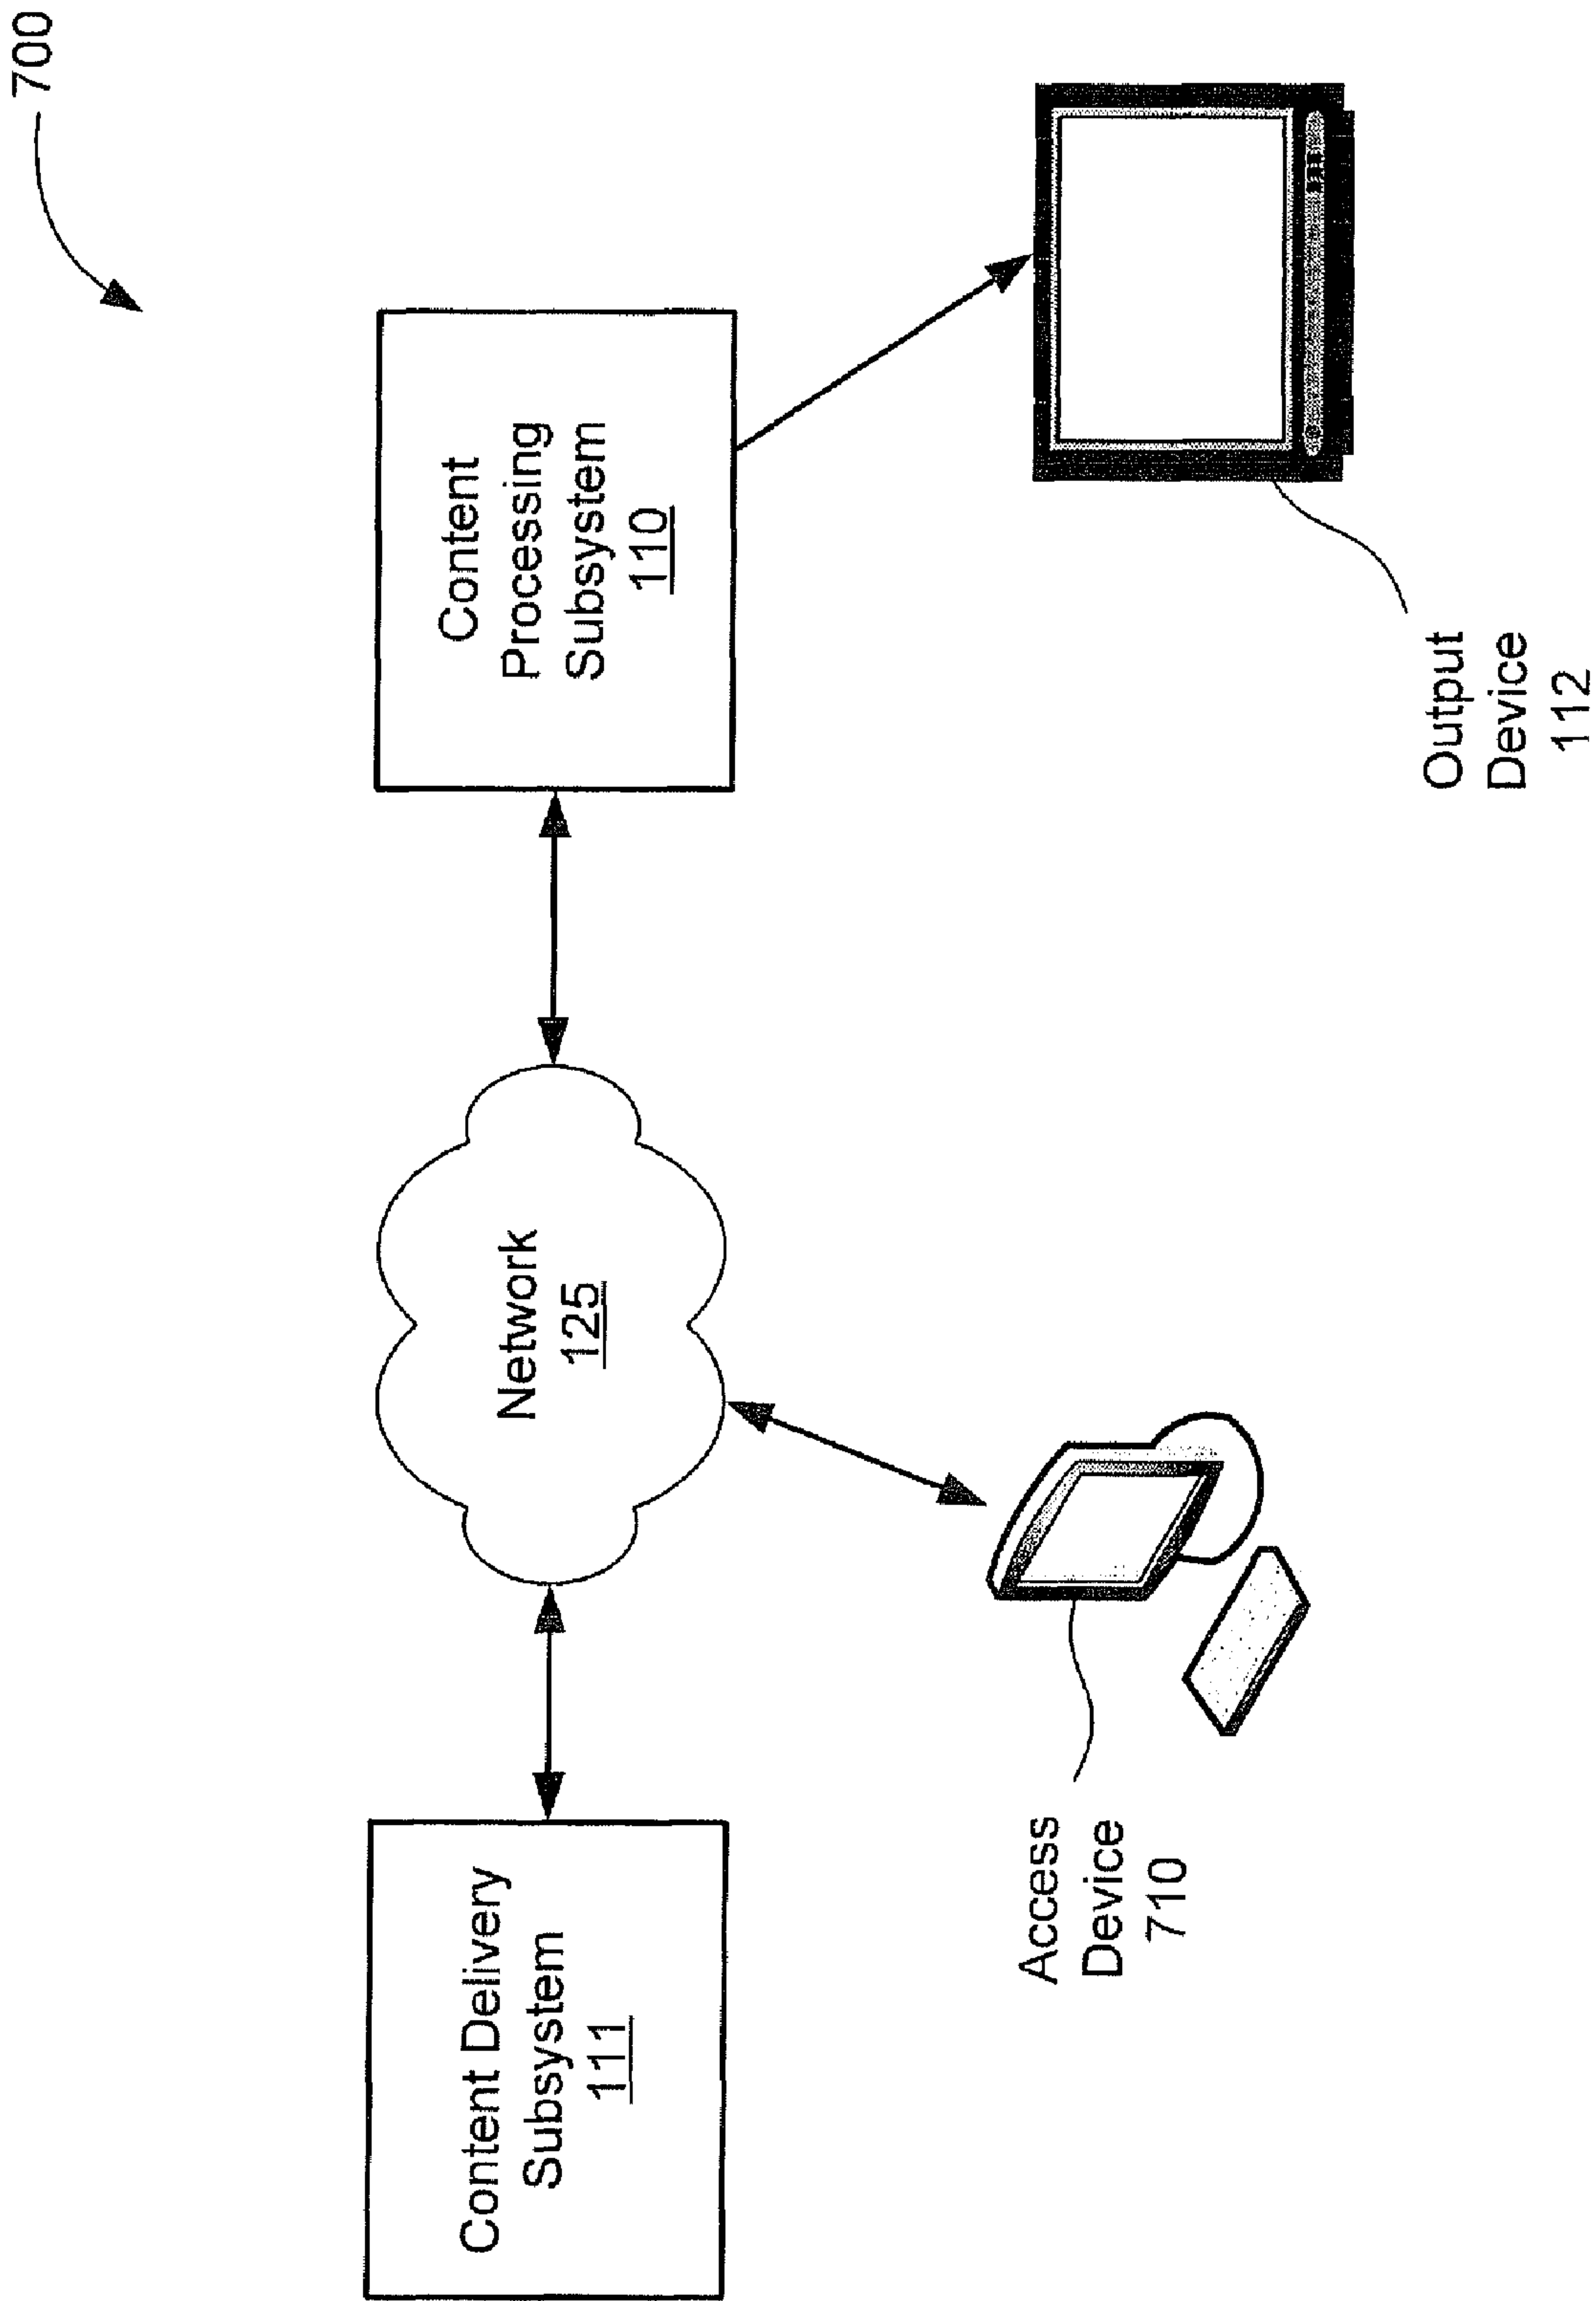 700
Content Delivery
Subsystem
111
Network
125
Content
Processing
Subsystem
110
Access
Device
710
Output
Device
112